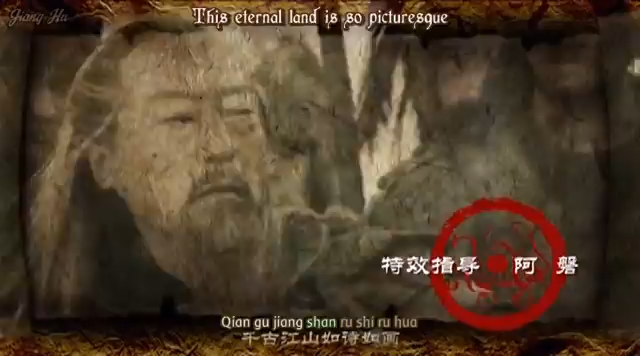 Jiang-Hu
This eternal land is so picturesque
特效指导 阿 磐
Qian gu jiang shan ru shi ru hua
千古江山如诗如画